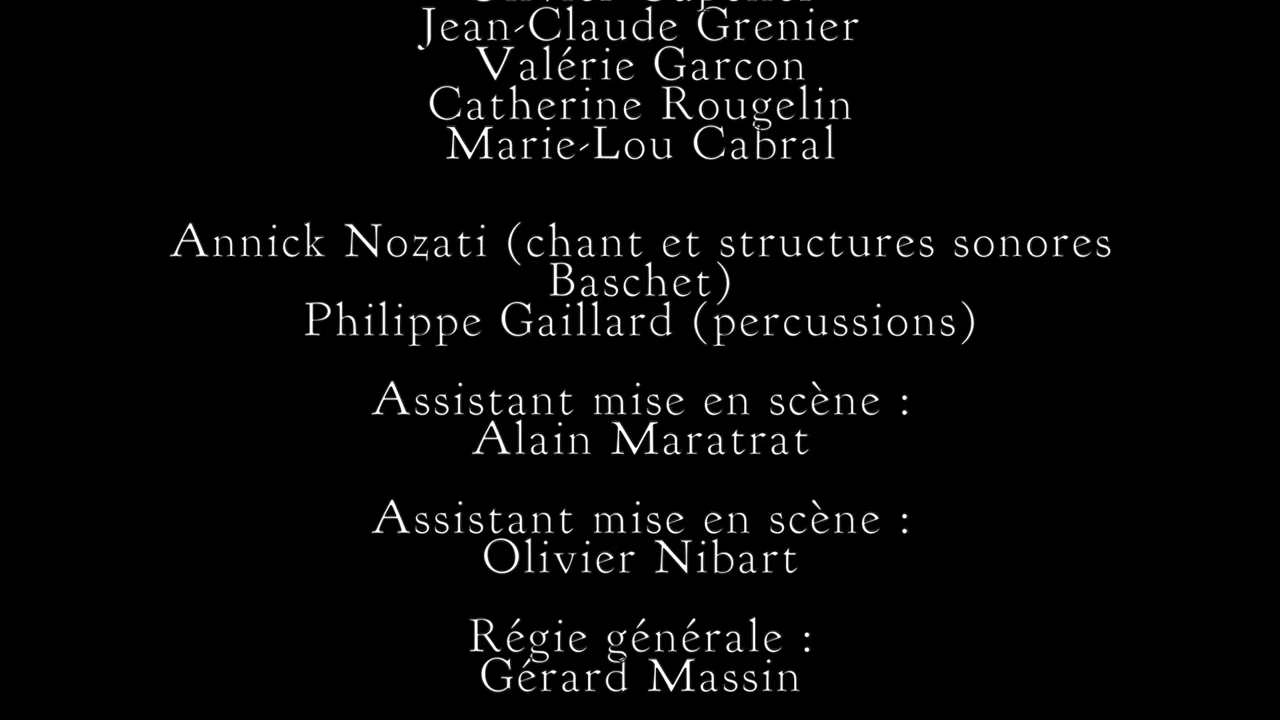 Jean-Claude Grenier
Valérie Garcon
Catherine Rougelin
Marie-Lou Cabral
Annick Nozati (chant et structures sonores
Baschet)
Philippe Gaillard (percussions)
Assistant mise en scène :
Alain Maratrat
Assistant mise en scène :
Olivier Nibart
Régie générale :
Gérard Massin